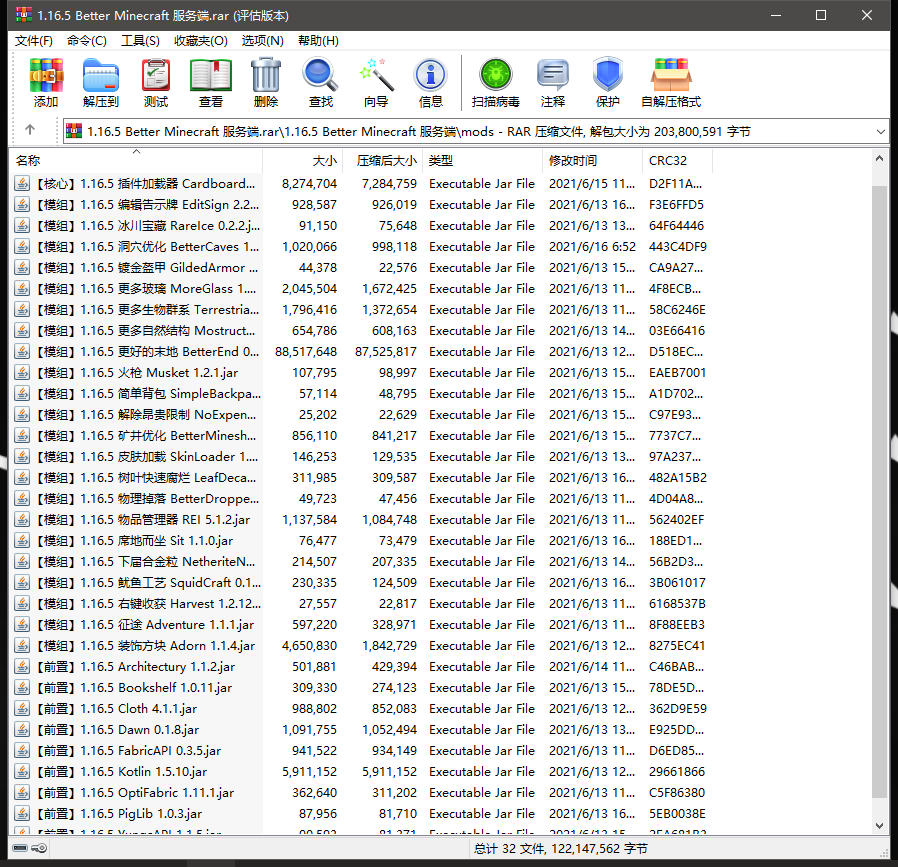 1.16.5 Better Minecraft 服务端.rar (评估版本)
文件(F) 命令(C) 工具(S) 收藏夹(O) 选项(N) 帮助(H)
添加 解压到 测试 查看 删除 查找 向导 信息 扫描病毒 注释 保护 自解压格式
1.16.5 Better Minecraft 服务端.rar\1.16.5 Better Minecraft 服务端\mods - RAR 压缩文件, 解包大小为 203,800,591 字节
名称 大小 压缩后大小 类型 修改时间 CRC32
【核心】1.16.5 插件加载器 Cardboard... 8,274,704 7,284,759 Executable Jar File 2021/6/15 11... D2F11A...
【模组】1.16.5 编辑告示牌 EditSign 2.2... 928,587 926,019 Executable Jar File 2021/6/13 16... F3E6FFD5
【模组】1.16.5 冰川宝藏 RareIce 0.2.2.j... 91,150 75,648 Executable Jar File 2021/6/13 13... 64F64446
【模组】1.16.5 洞穴优化 BetterCaves 1... 1,020,066 998,118 Executable Jar File 2021/6/16 6:52 443C4DF9
【模组】1.16.5 镀金盔甲 GildedArmor ... 44,378 22,576 Executable Jar File 2021/6/13 15... CA9A27...
【模组】1.16.5 更多玻璃 MoreGlass 1.... 2,045,504 1,672,425 Executable Jar File 2021/6/13 11... 4F8ECB...
【模组】1.16.5 更多生物群系 Terrestria... 1,796,416 1,372,654 Executable Jar File 2021/6/13 11... 58C6246E
【模组】1.16.5 更多自然结构 Mostruct... 654,786 608,163 Executable Jar File 2021/6/13 14... 03E66416
【模组】1.16.5 更好的末地 BetterEnd 0... 88,517,648 87,525,817 Executable Jar File 2021/6/13 12... D518EC...
【模组】1.16.5 火枪 Musket 1.2.1.jar 107,795 98,997 Executable Jar File 2021/6/13 15... EAEB7001
【模组】1.16.5 简单背包 SimpleBackpa... 57,114 48,795 Executable Jar File 2021/6/13 15... A1D702...
【模组】1.16.5 解除昂贵限制 NoExpen... 25,202 22,629 Executable Jar File 2021/6/13 15... C97E93...
【模组】1.16.5 矿井优化 BetterMinesh... 856,110 841,217 Executable Jar File 2021/6/13 15... 7737C7...
【模组】1.16.5 皮肤加载 SkinLoader 1.... 146,253 129,535 Executable Jar File 2021/6/13 13... 97A237...
【模组】1.16.5 树叶快速腐烂 LeafDeca... 311,985 309,587 Executable Jar File 2021/6/13 16... 482A15B2
【模组】1.16.5 物理掉落 BetterDroppe... 49,723 47,456 Executable Jar File 2021/6/13 11... 4D04A8...
【模组】1.16.5 物品管理器 REI 5.1.2.jar 1,137,584 1,084,748 Executable Jar File 2021/6/13 11... 562402EF
【模组】1.16.5 席地而坐 Sit 1.1.0.jar 76,477 73,479 Executable Jar File 2021/6/13 16... 188ED1...
【模组】1.16.5 下届合金粒 NetheriteN... 214,507 207,335 Executable Jar File 2021/6/13 14... 56B2D3...
【模组】1.16.5 鱿鱼工艺 SquidCraft 0.1... 230,335 124,509 Executable Jar File 2021/6/13 16... 3B061017
【模组】1.16.5 右键收获 Harvest 1.2.12... 27,557 22,817 Executable Jar File 2021/6/13 11... 6168537B
【模组】1.16.5 征途 Adventure 1.1.1.jar 597,220 328,971 Executable Jar File 2021/6/13 11... 8F88EEB3
【模组】1.16.5 装饰方块 Adorn 1.1.4.jar 4,650,830 1,842,729 Executable Jar File 2021/6/13 12... 8275EC41
【前置】1.16.5 Architectury 1.1.2.jar 501,881 429,394 Executable Jar File 2021/6/14 11... C46BAB...
【前置】1.16.5 Bookshelf 1.0.11.jar 309,330 274,123 Executable Jar File 2021/6/13 15... 78DE5D...
【前置】1.16.5 Cloth 4.1.1.jar 988,802 852,083 Executable Jar File 2021/6/13 12... 362D9E59
【前置】1.16.5 Dawn 0.1.8.jar 1,091,755 1,052,494 Executable Jar File 2021/6/13 13... E925DD...
【前置】1.16.5 FabricAPI 0.3.5.jar 941,522 934,149 Executable Jar File 2021/6/13 11... D6ED85...
【前置】1.16.5 Kotlin 1.5.10.jar 5,911,152 5,911,152 Executable Jar File 2021/6/13 12... 29661866
【前置】1.16.5 OptiFabric 1.11.1.jar 362,640 311,202 Executable Jar File 2021/6/13 11... C5F86380
【前置】1.16.5 PigLib 1.0.3.jar 87,956 81,710 Executable Jar File 2021/6/13 16... 5EB0038E
【前置】1.16.5 YungsAPI 1.1.5.jar Executable Jar File 2021/6/13 15...
总计 32 文件, 122,147,562 字节